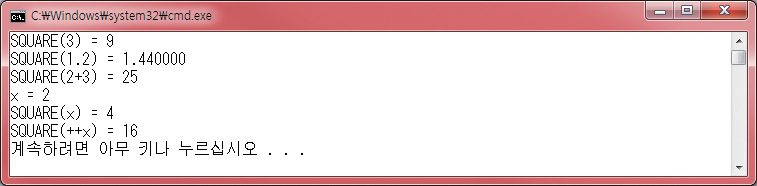 C:\Windows\system32\cmd.exe
SQUARE(3) = 9
SQUARE(1.2) = 1.440000
SQUARE(2+3) = 25
x = 2
SQUARE(x) = 4
SQUARE(++x) = 16
계속하려면 아무 키나 누르십시오 . . .